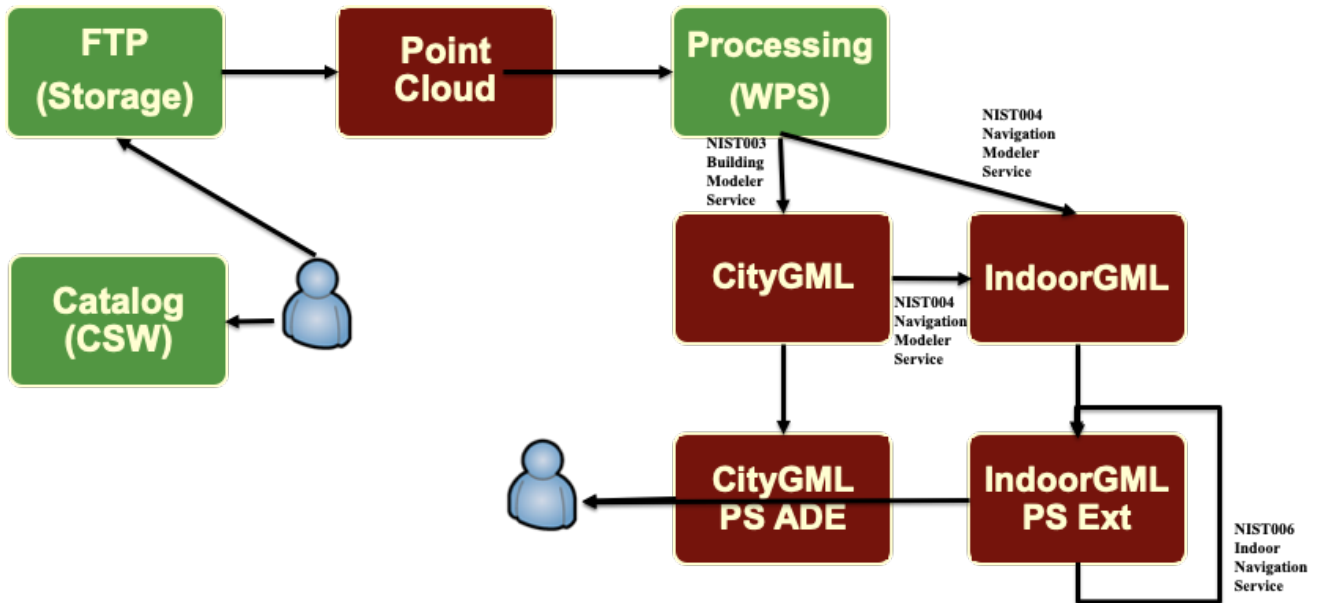 FTP
(Storage)
Point
Cloud
Processing
(WPS)
NIST003
Building
Modeler
Service
NIST004
Navigation
Modeler
Service
Catalog
(CSW)
CityGML
NIST004
Navigation
Modeler
Service
IndoorGML
CityGML
PS ADE
IndoorGML
PS Ext
NIST006
Indoor
Navigation
Service